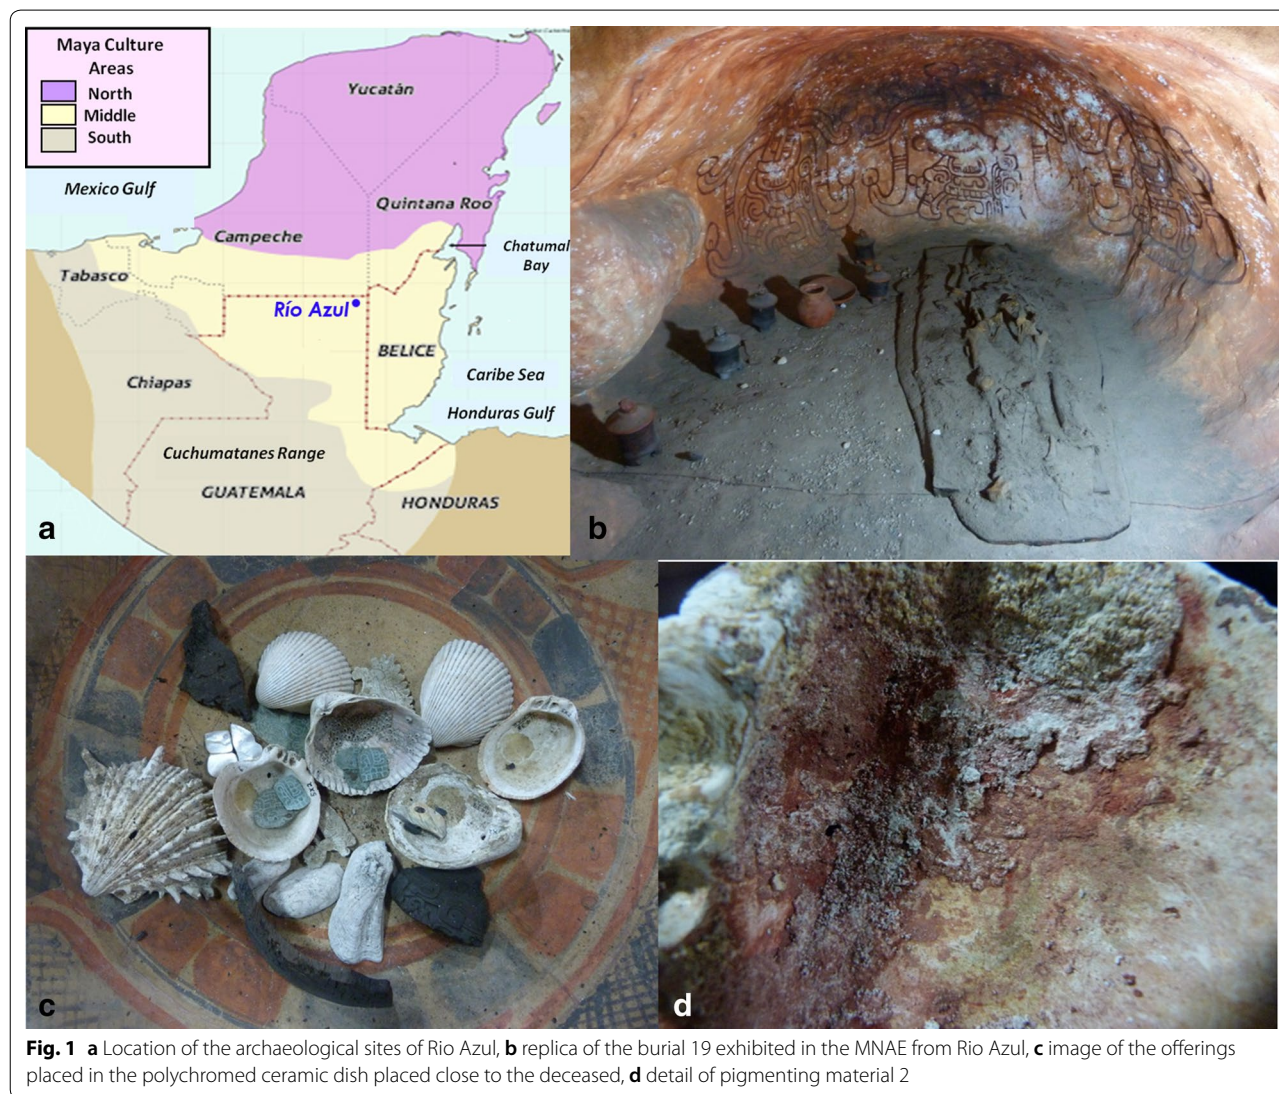 Maya Culture
Areas
North
Middle
South
Yucatán
Mexico Gulf
Quintana Roo
Campeche
Chatumal
Bay
Tabasco
Río Azul
BELICE
Chiapas
Caribe Sea
Honduras Gulf
Cuchumatanes Range
GUATEMALA
HONDURAS
a
b
c
d
Fig. 1 a Location of the archaeological sites of Rio Azul, b replica of the burial 19 exhibited in the MNAE from Rio Azul, c image of the offerings
placed in the polychromed ceramic dish placed close to the deceased, d detail of pigmenting material 2